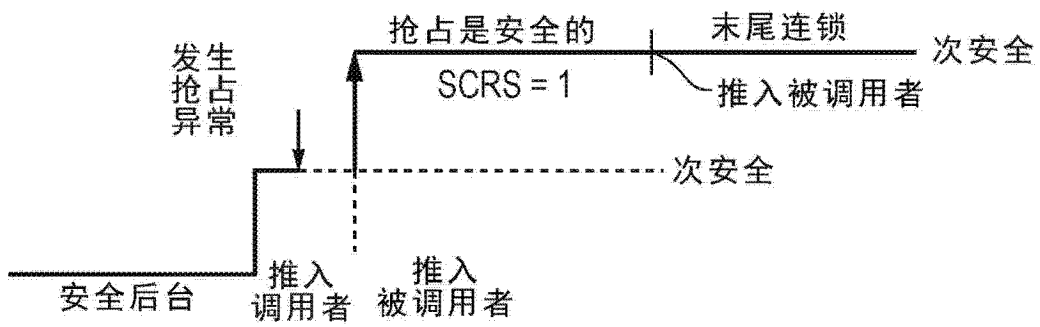 抢占是安全的
末尾连锁
发生
抢占
异常
次安全
SCRS = 1
推入被调用者
次安全
安全后台
推入
调用者
推入
被调用者